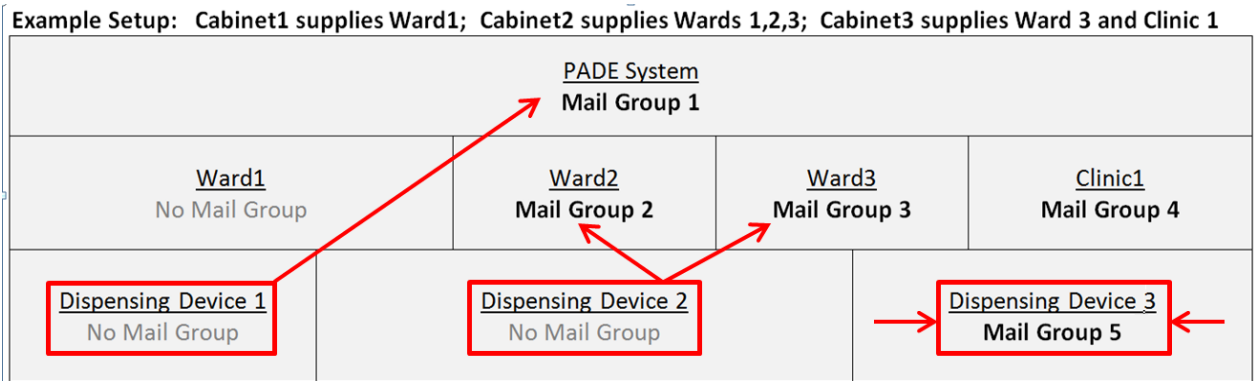 Example Setup: Cabinet1 supplies Ward1; Cabinet2 supplies Wards 1,2,3; Cabinet3 supplies Ward 3 and Clinic 1
PADE System
Mail Group 1
Ward1
No Mail Group
Ward2
Mail Group 2
Ward3
Mail Group 3
Clinic1
Mail Group 4
Dispensing Device 1
No Mail Group
Dispensing Device 2
No Mail Group
Dispensing Device 3
Mail Group 5